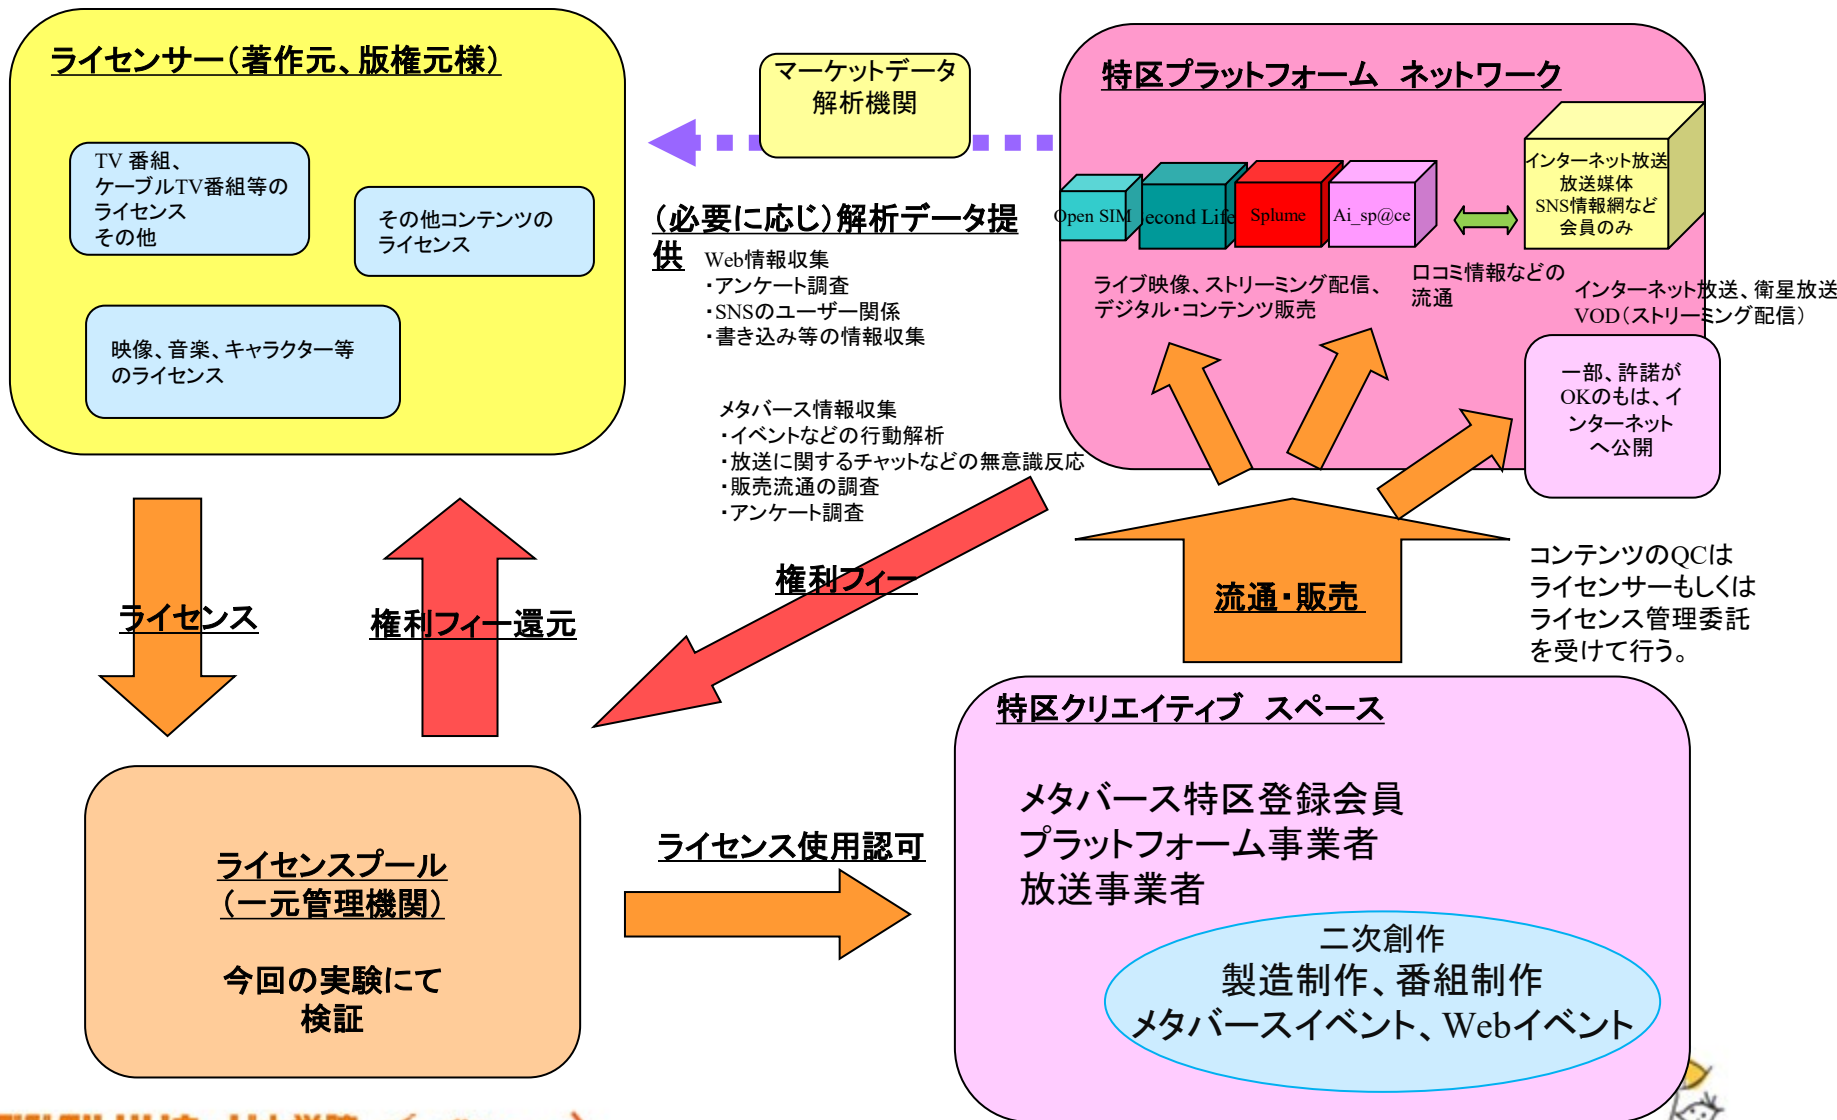 ライセンサー（著作元、版権元様）
TV 番組、
ケーブルTV番組等の
ライセンス
その他
その他コンテンツの
ライセンス
映像、音楽、キャラクター等
のライセンス
マーケットデータ
解析機関
（必要に応じ）解析データ提
供
Web情報収集
・アンケート調査
・SNSのユーザー関係
・書き込み等の情報収集
メタバース情報収集
・イベントなどの行動解析
・放送に関するチャットなどの無意識反応
・販売流通の調査
・アンケート調査
特区プラットフォーム　ネットワーク
Open SIM
econd Life
Splume
Ai_sp@ce
インターネット放送
放送媒体
SNS情報網など
会員のみ
ライブ映像、ストリーミング配信、
デジタル・コンテンツ販売
口コミ情報などの
流通
インターネット放送、衛星放送
VOD（ストリーミング配信）
一部、許諾が
OKのもは、イ
ンターネット
へ公開
ライセンス
権利フィー還元
権利フィー
流通・販売
コンテンツのQCは
ライセンサーもしくは
ライセンス管理委託
を受けて行う。
ライセンスプール
（一元管理機関）
今回の実験にて
検証
ライセンス使用認可
特区クリエイティブ　スペース
メタバース特区登録会員
プラットフォーム事業者
放送事業者
二次創作
製造制作、番組制作
メタバースイベント、Webイベント